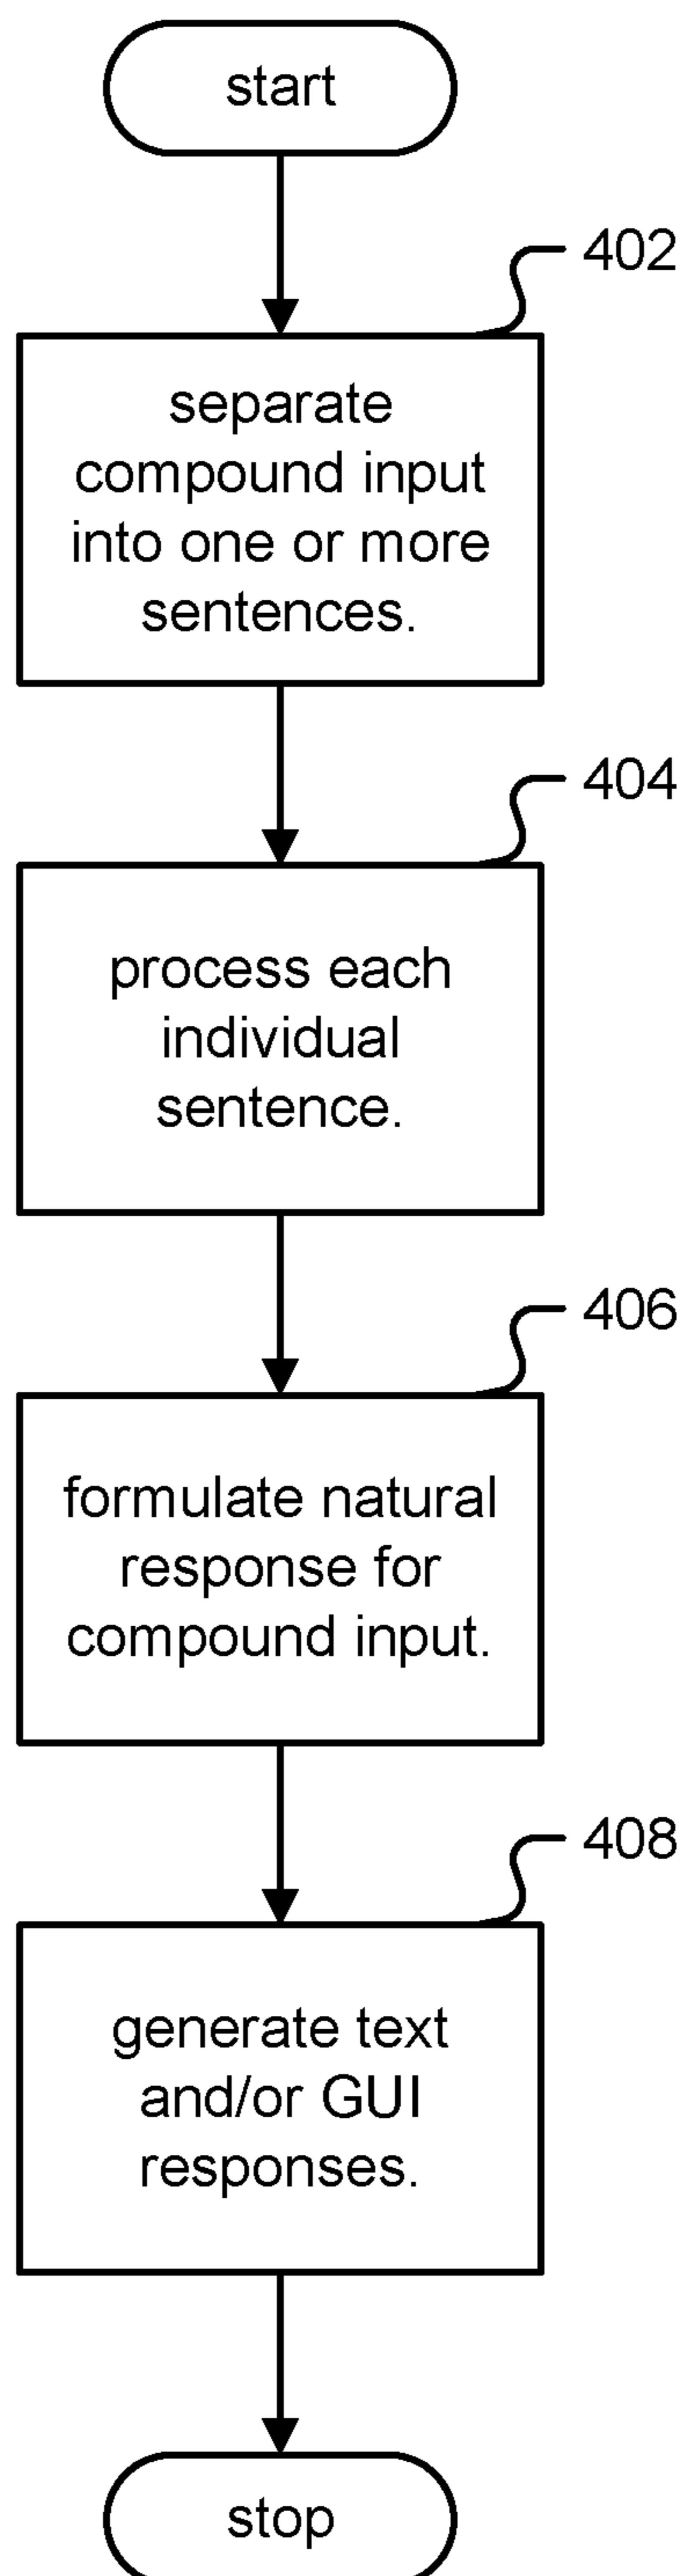 start
402
separate
compound input
into one or more
sentences.
404
process each
individual
sentence.
406
formulate natural
response for
compound input.
408
generate text
and/or GUI
responses.
stop